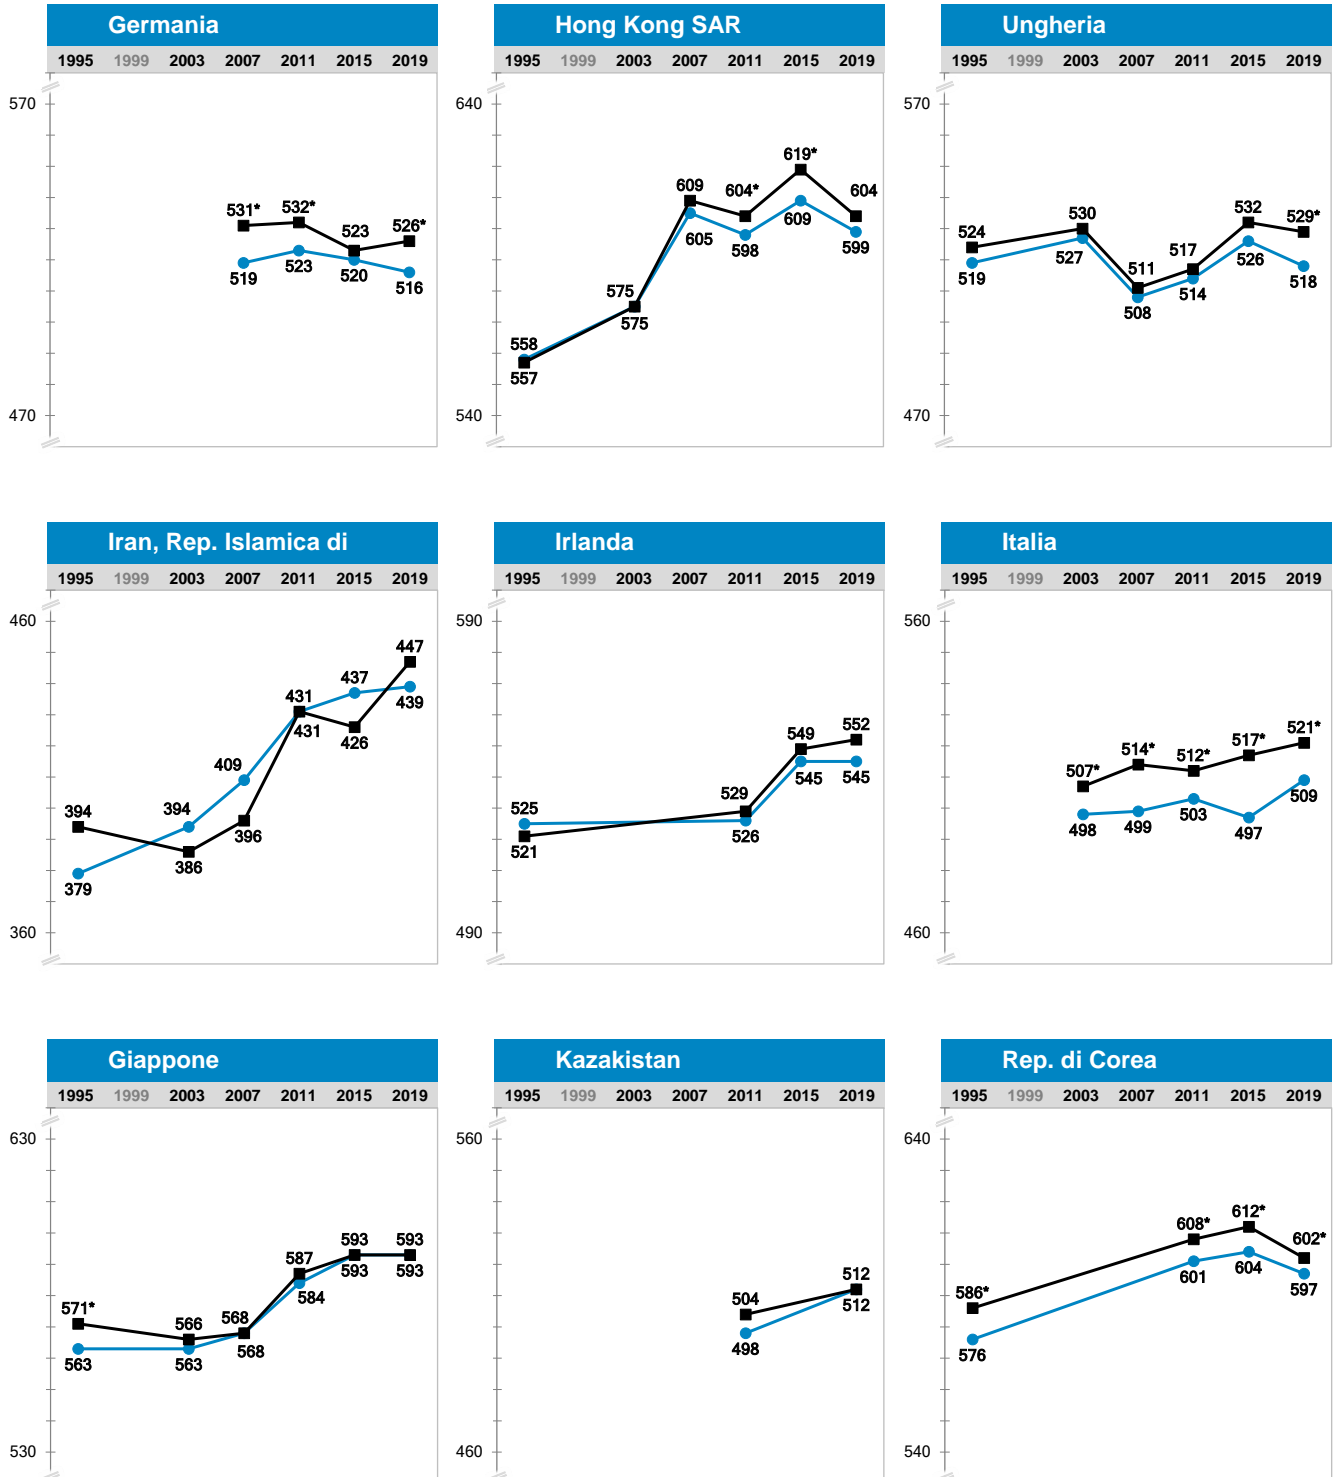 Germania
1995 1999 2003 2007 2011 2015 2019
570
531* 532* 523 526*
519 523 520 516
470
Hong Kong SAR
1995 1999 2003 2007 2011 2015 2019
640
558 575 609 604* 619* 604
557 575 605 598 609 599
540
Ungheria
1995 1999 2003 2007 2011 2015 2019
570
524 530 511 517 532 529*
519 527 508 514 526 518
470
Iran, Rep. Islamica di
1995 1999 2003 2007 2011 2015 2019
460
394 394 409 431 437 447
379 386 396 431 426 439
360
Irlanda
1995 1999 2003 2007 2011 2015 2019
590
525 529 549 552
521 526 545 545
490
Italia
1995 1999 2003 2007 2011 2015 2019
560
507* 514* 512* 517* 521*
498 499 503 497 509
460
Giappone
1995 1999 2003 2007 2011 2015 2019
630
571* 566 568 587 593 593
563 563 568 584 593 593
530
Kazakistan
1995 1999 2003 2007 2011 2015 2019
560
504 512
498 512
460
Rep. di Corea
1995 1999 2003 2007 2011 2015 2019
640
586* 608* 612* 602*
576 601 604 597
540